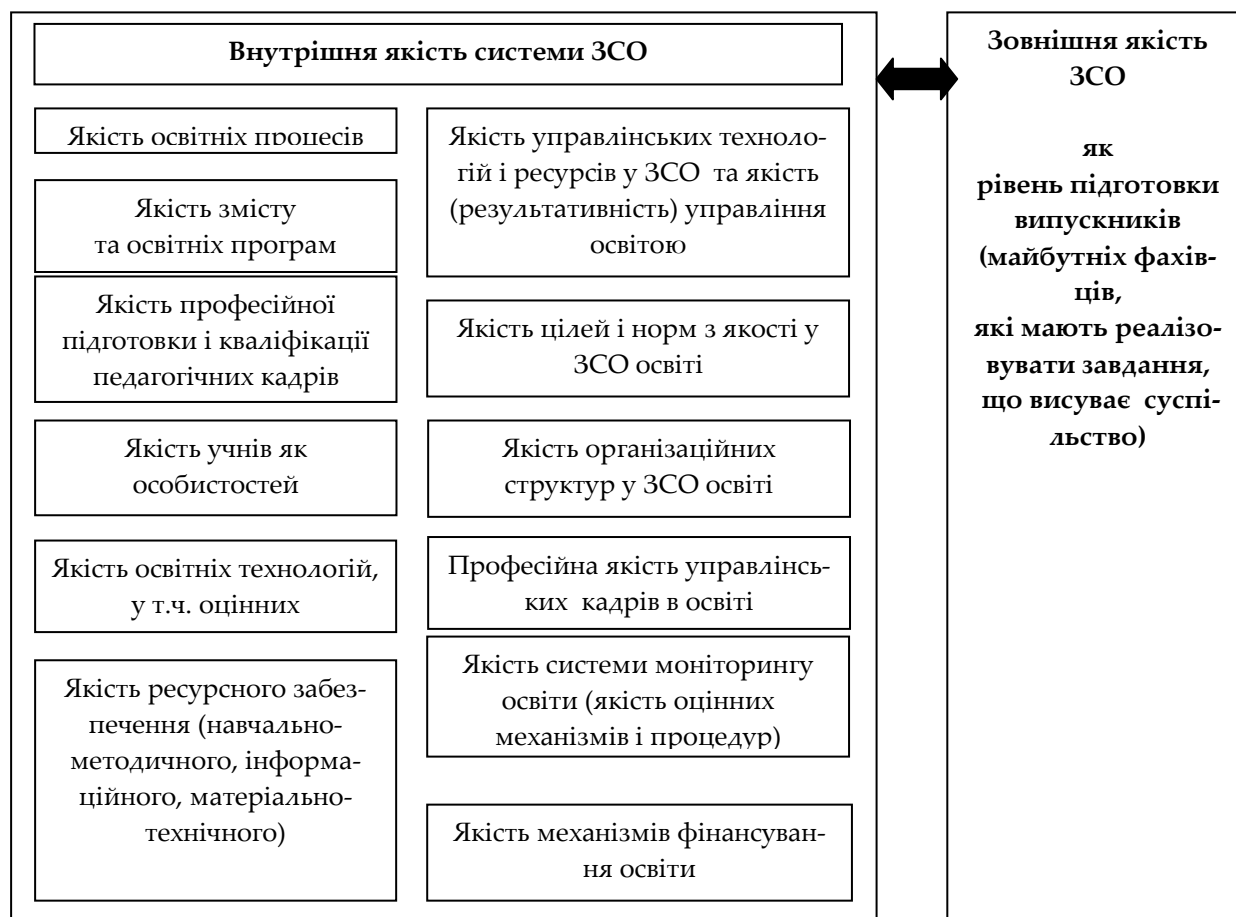 Внутрішня якість системи ЗСО
Якість освітніх процесів
Якість змісту
та освітніх програм
Якість професійної
підготовки і кваліфікації
педагогічних кадрів
Якість учнів як
особистостей
Якість освітніх технологій,
у т.ч. оцінних
Якість ресурсного забез-
печення (навчально-
методичного, інформа-
ційного, матеріально-
технічного)
Якість управлінських техноло-
гій і ресурсів у ЗСО та якість
(результативність) управління
освітою
Якість цілей і норм з якості у
ЗСО освіті
Якість організаційних
структур у ЗСО освіті
Професійна якість управлінсь-
ких кадрів в освіті
Якість системи моніторингу
освіти (якість оцінних
механізмів і процедур)
Якість механізмів фінансуван-
ня освіти
Зовнішня якість
ЗСО
як
рівень підготовки
випускників
(майбутніх фахів-
ців,
які мають реалізо-
вувати завдання,
що висуває суспі-
льство)